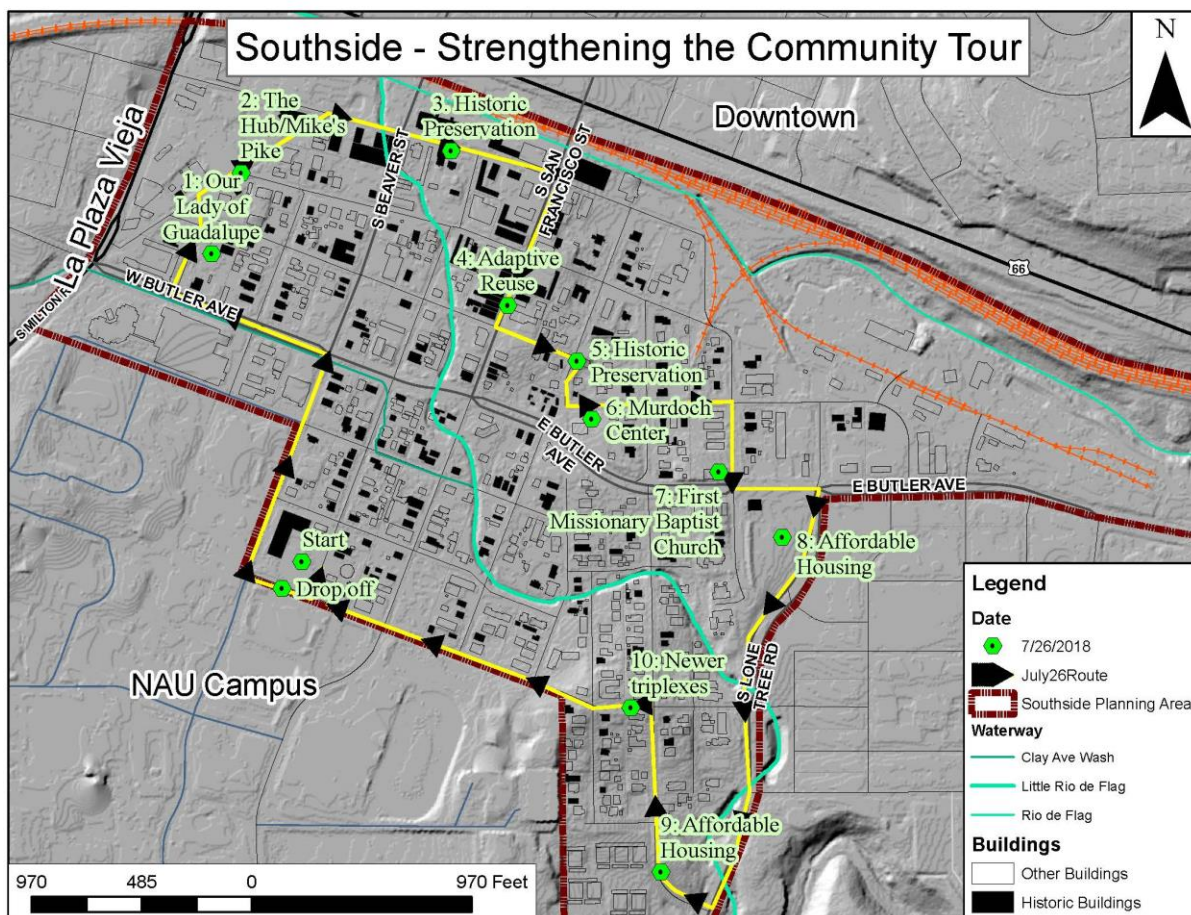 Southside - Strengthening the Community Tour
N
La Plaza Vieja
Downtown
2: The
Hub/Mike's
Pike
3: Historic
Preservation
1: Our
Lady of
Guadalupe
S BEAVER ST
S SAN
FRANCISCO ST
4: Adaptive
Reuse
66
W BUTLER AVE
S MILTON R
5: Historic
Preservation
6: Murdoch
Center
E BUTLER
AVE
E BUTLER AVE
7: First
Missionary Baptist
Church
8: Affordable
Housing
Start
Drop off
NAU Campus
10: Newer
triplexes
S LONE
TREE RD
9: Affordable
Housing
970 485 0 970 Feet
Legend
Date
7/26/2018
July26Route
Southside Planning Area
Waterway
Clay Ave Wash
Little Rio de Flag
Rio de Flag
Buildings
Other Buildings
Historic Buildings